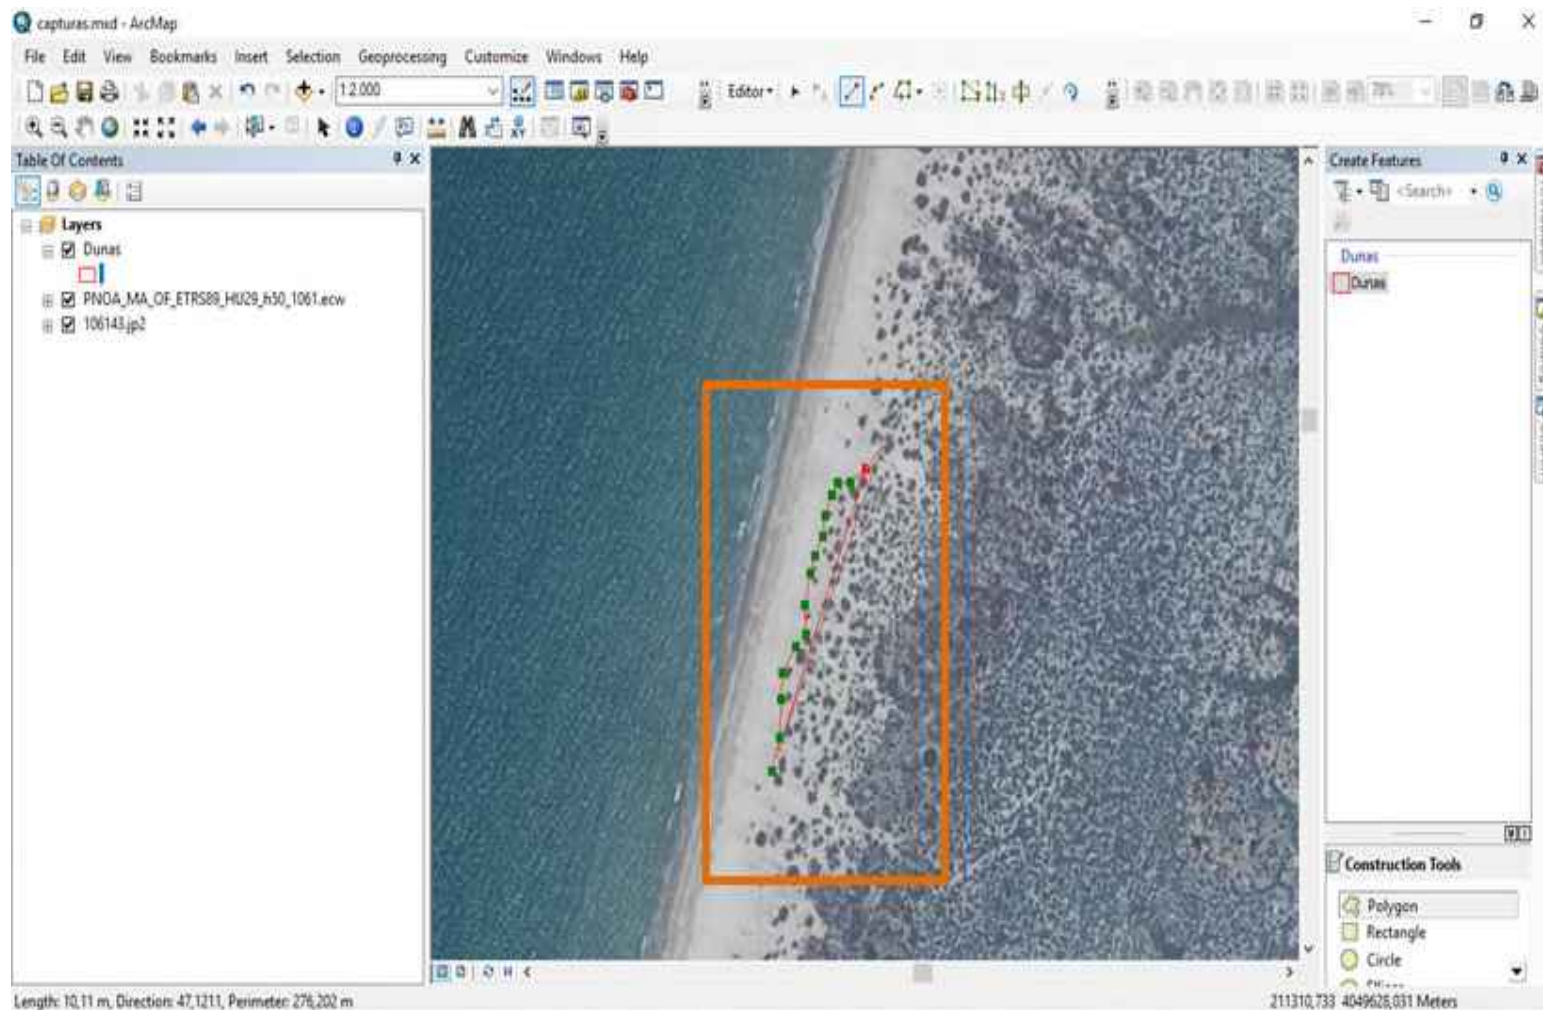 capturas.mxd - ArcMap
File Edit View Bookmarks Insert Selection Geoprocessing Customize Windows Help
1:2.000
Editor
Table Of Contents
Layers
Dunas
PNOA_MA_OF_ETRS89_HU29_h50_1061.ecw
106143.jp2
Create Features
<Search>
Dunas
Dunas
Construction Tools
Polygon
Rectangle
Circle
Length: 10,11 m, Direction: 47,1211, Perimeter: 276,202 m
211310,733 4049628,031 Meters